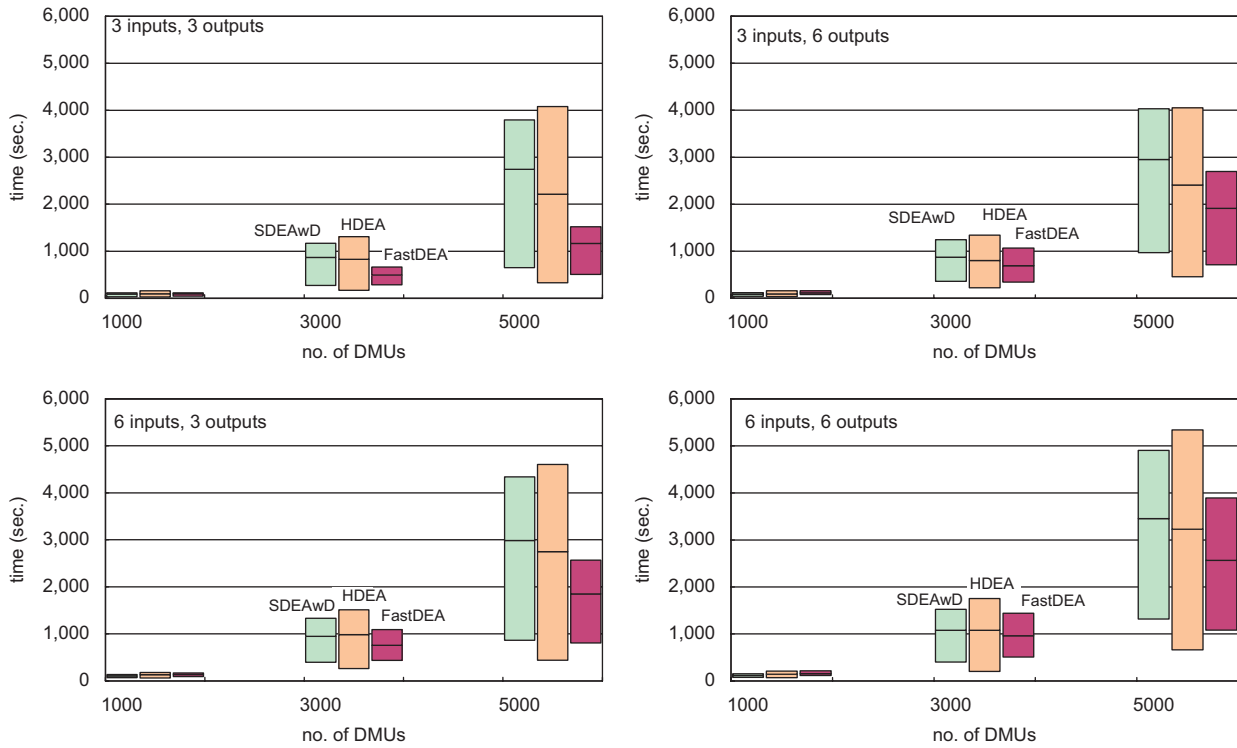 6,000
3 inputs, 3 outputs
5,000
4,000
3,000
2,000
1,000
0
time (sec.)
SDEAwD
HDEA
FastDEA
1000
3000
5000
no. of DMUs
6,000
3 inputs, 6 outputs
5,000
4,000
3,000
2,000
1,000
0
time (sec.)
SDEAwD
HDEA
FastDEA
1000
3000
5000
no. of DMUs
6,000
6 inputs, 3 outputs
5,000
4,000
3,000
2,000
1,000
0
time (sec.)
SDEAwD
HDEA
FastDEA
1000
3000
5000
no. of DMUs
6,000
6 inputs, 6 outputs
5,000
4,000
3,000
2,000
1,000
0
time (sec.)
SDEAwD
HDEA
FastDEA
1000
3000
5000
no. of DMUs